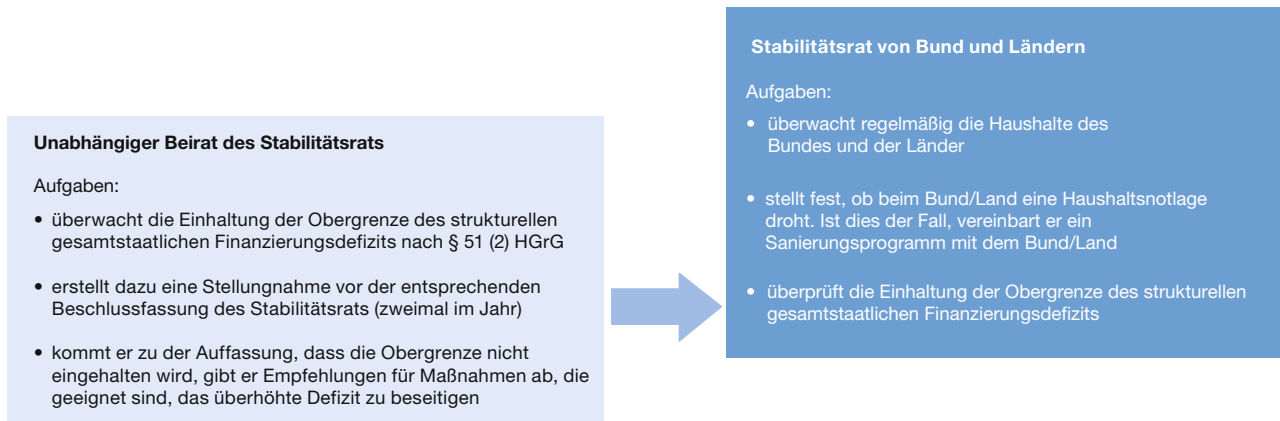 Unabhängiger Beirat des Stabilitätsrats
Aufgaben:
• überwacht die Einhaltung der Obergrenze des strukturellen
gesamtstaatlichen Finanzierungsdefizits nach § 51 (2) HGrG
• erstellt dazu eine Stellungnahme vor der entsprechenden
Beschlussfassung des Stabilitätsrats (zweimal im Jahr)
• kommt er zu der Auffassung, dass die Obergrenze nicht
eingehalten wird, gibt er Empfehlungen für Maßnahmen ab, die
geeignet sind, das überhöhte Defizit zu beseitigen
Stabilitätsrat von Bund und Ländern
Aufgaben:
• überwacht regelmäßig die Haushalte des
Bundes und der Länder
• stellt fest, ob beim Bund/Land eine Haushaltsnotlage
droht. Ist dies der Fall, vereinbart er ein
Sanierungsprogramm mit dem Bund/Land
• überprüft die Einhaltung der Obergrenze des strukturellen
gesamtstaatlichen Finanzierungsdefizits